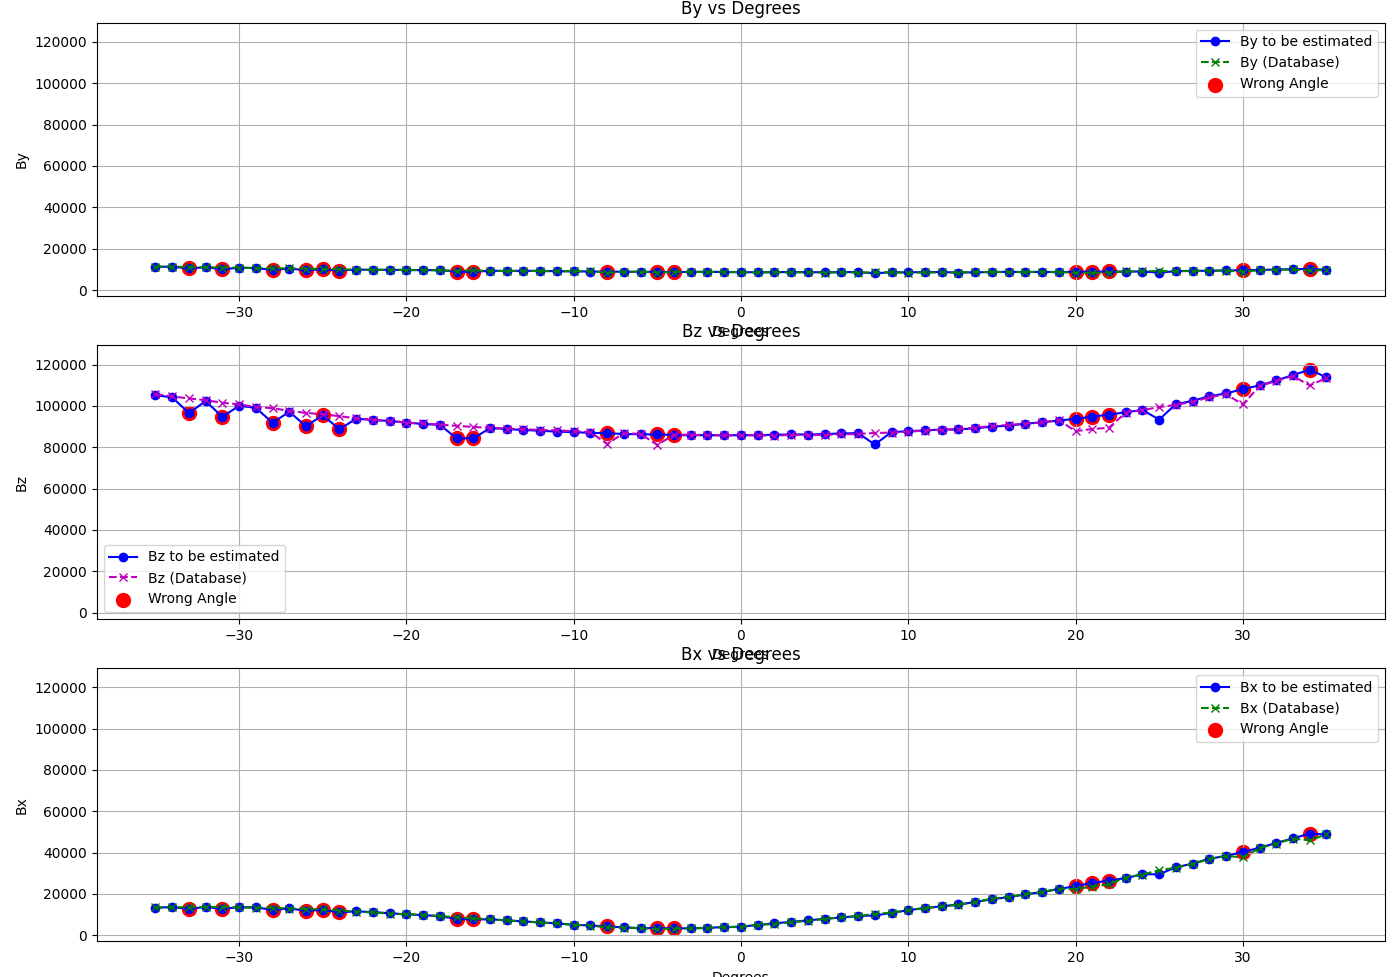 By vs Degrees
120000
100000
80000
60000
40000
20000
0
By
By to be estimated
By (Database)
Wrong Angle
−30
−20
−10
0
10
20
30
Degrees
Bz vs Degrees
120000
100000
80000
60000
40000
20000
0
Bz
Bz to be estimated
Bz (Database)
Wrong Angle
−30
−20
−10
0
10
20
30
Degrees
Bx vs Degrees
120000
100000
80000
60000
40000
20000
0
Bx
Bx to be estimated
Bx (Database)
Wrong Angle
−30
−20
−10
0
10
20
30
Degrees